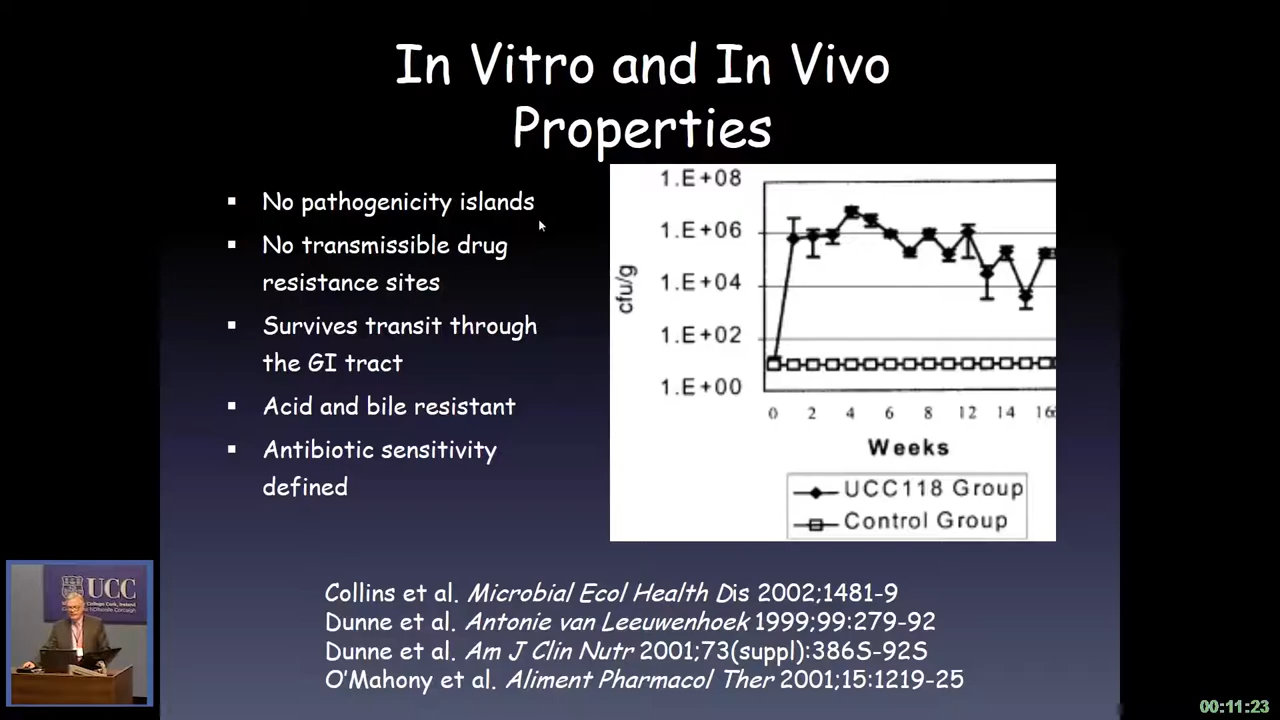 In Vitro and In Vivo
Properties
▪ No pathogenicity islands
▪ No transmissible drug
resistance sites
▪ Survives transit through
the GI tract
▪ Acid and bile resistant
▪ Antibiotic sensitivity
defined
1.E+08
1.E+06
1.E+04
1.E+02
1.E+00
cfu/g
0 2 4 6 8 12 14 16
Weeks
UCC118 Group
Control Group
Collins et al. Microbial Ecol Health Dis 2002;1481-9
Dunne et al. Antonie van Leeuwenhoek 1999;99:279-92
Dunne et al. Am J Clin Nutr 2001;73(suppl):386S-92S
O'Mahony et al. Aliment Pharmacol Ther 2001;15:1219-25
UCC
College Cork, Ireland
00:11:23